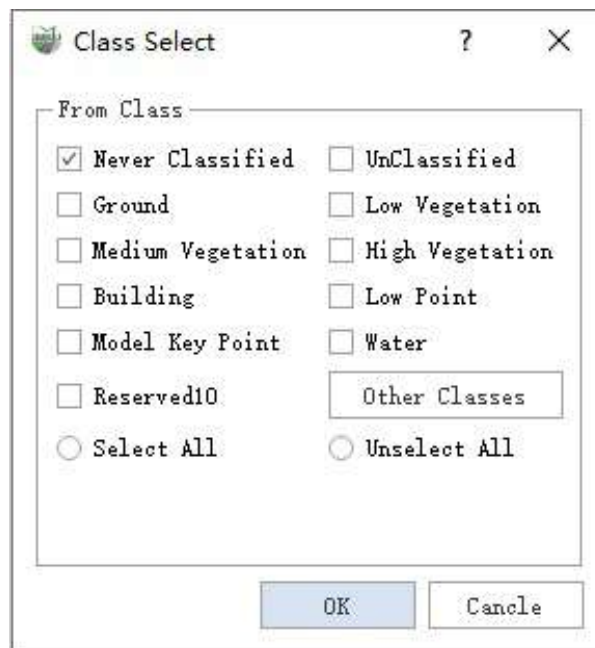 Class Select ?
From Class
Never Classified UnClassified
Ground Low Vegetation
Medium Vegetation High Vegetation
Building Low Point
Model Key Point Water
Reserved10 Other Classes
Select All Unselect All
OK Cancle